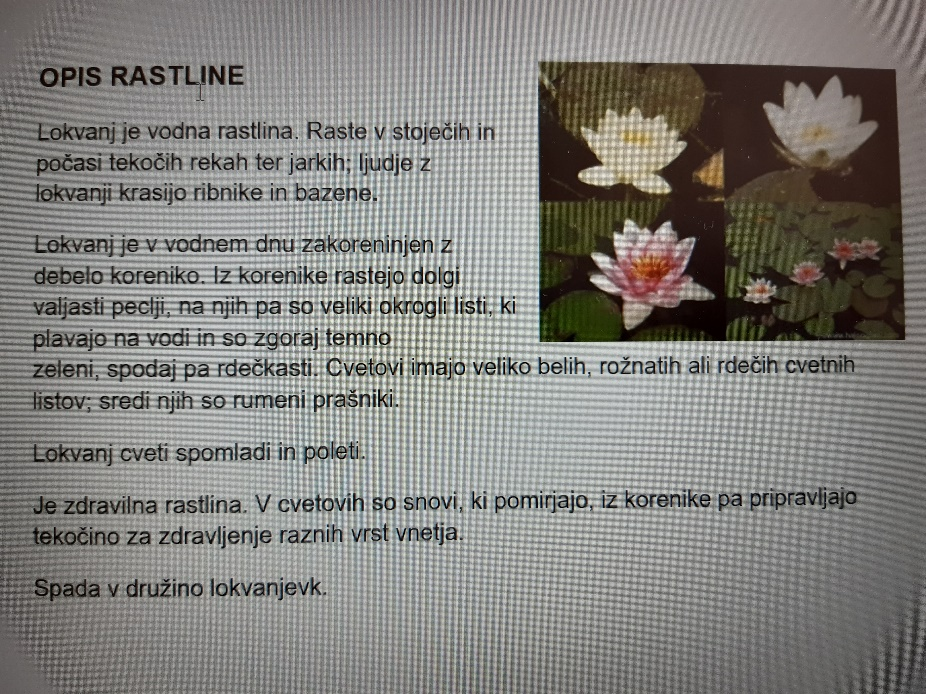 OPIS RASTLINE
Lokvanj je vodna rastlina. Raste v stoječih in
počasi tekočih rekah ter jarkih; ljudje z
lokvanji krasijo ribnike in bazene.
Lokvanj je v vodnem dnu zakoreninjen z
debelo koreniko. Iz korenike rastejo dolgi
valjasti peclji, na njih pa so veliki okrogli listi, ki
plavajo na vodi in so zgoraj temno
zeleni, spodaj pa rdečkasti. Cvetovi imajo veliko belih, rožnatih ali rdečih cvetnih
listov; sredi njih so rumeni prašniki.
Lokvanj cveti spomladi in poleti.
Je zdravilna rastlina. V cvetovih so snovi, ki pomirjajo, iz korenike pa pripravljajo
tekočino za zdravljenje raznih vrst vnetja.
Spada v družino lokvanjevk.